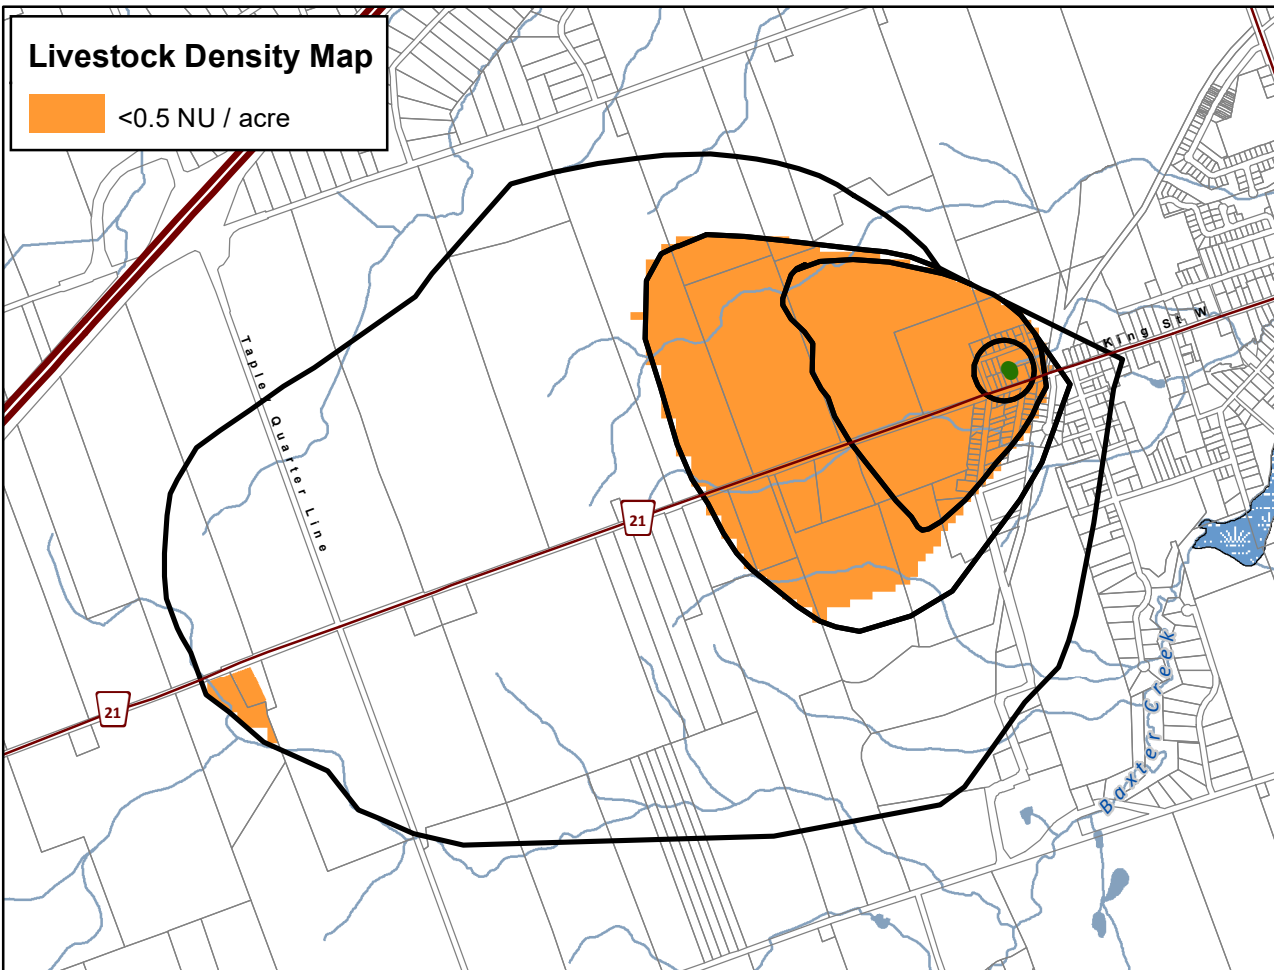 Livestock Density Map
<0.5 NU / acre
King St W
Tapley Quarter Line
21
21
Baxter Creek